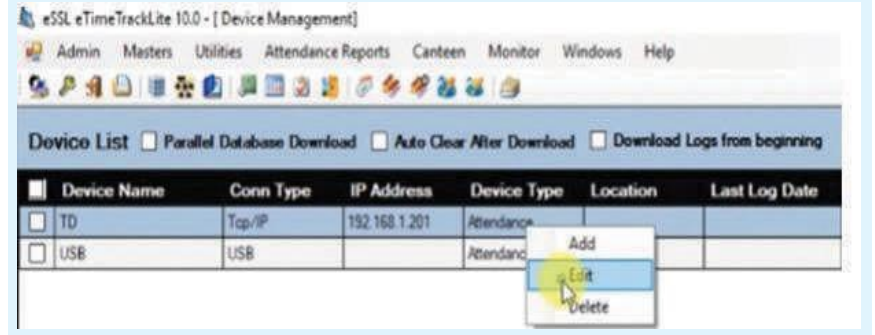 eSSL eTimeTrackLite 10.0 - [ Device Management]
Admin Masters Utilities Attendance Reports Canteen Monitor Windows Help
Device List Parallel Database Download Auto Clear After Download Download Logs from beginning
Device Name Conn Type IP Address Device Type Location Last Log Date
TD Tcp/IP 192.168.1.201 Attendance
USB USB Attendanc
Add
Edit
Delete